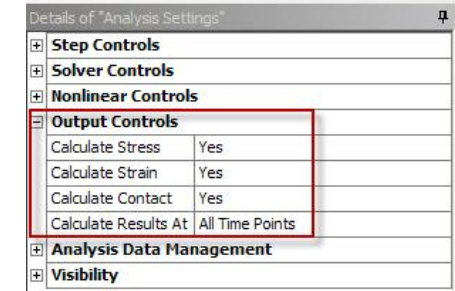 Details of "Analysis Settings"
Step Controls
Solver Controls
Nonlinear Controls
Output Controls
Calculate Stress Yes
Calculate Strain Yes
Calculate Contact Yes
Calculate Results At All Time Points
Analysis Data Management
Visibility